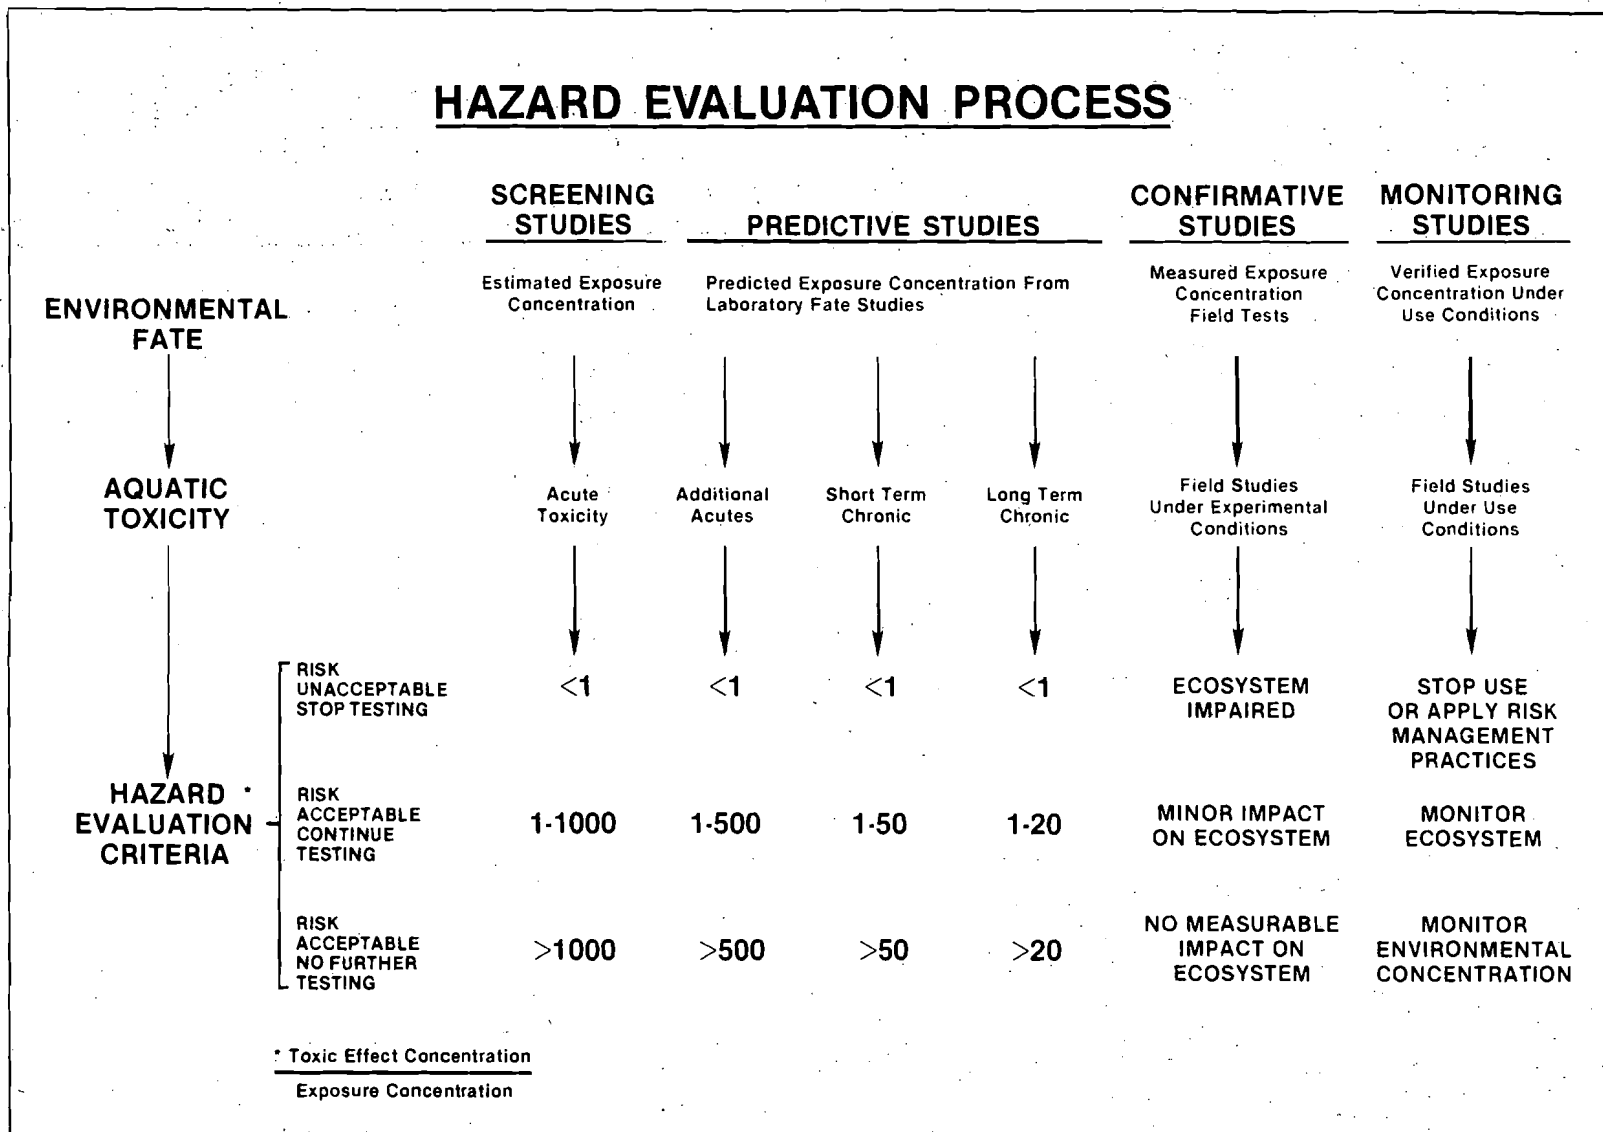 HAZARD EVALUATION PROCESS
SCREENING
STUDIES
PREDICTIVE STUDIES
CONFIRMATIVE
STUDIES
MONITORING
STUDIES
ENVIRONMENTAL
FATE
Estimated Exposure
Concentration
Predicted Exposure Concentration From
Laboratory Fate Studies
Measured Exposure
Concentration
Field Tests
Verified Exposure
Concentration Under
Use Conditions
AQUATIC
TOXICITY
Acute
Toxicity
Additional
Acutes
Short Term
Chronic
Long Term
Chronic
Field Studies
Under Experimental
Conditions
Field Studies
Under Use
Conditions
HAZARD *
EVALUATION
CRITERIA
RISK
UNACCEPTABLE
STOP TESTING
<1
<1
<1
<1
ECOSYSTEM
IMPAIRED
STOP USE
OR APPLY RISK
MANAGEMENT
PRACTICES
RISK
ACCEPTABLE
CONTINUE
TESTING
1-1000
1-500
1-50
1-20
MINOR IMPACT
ON ECOSYSTEM
MONITOR
ECOSYSTEM
RISK
ACCEPTABLE
NO FURTHER
TESTING
>1000
>500
>50
>20
NO MEASURABLE
IMPACT ON
ECOSYSTEM
MONITOR
ENVIRONMENTAL
CONCENTRATION
* Toxic Effect Concentration
Exposure Concentration